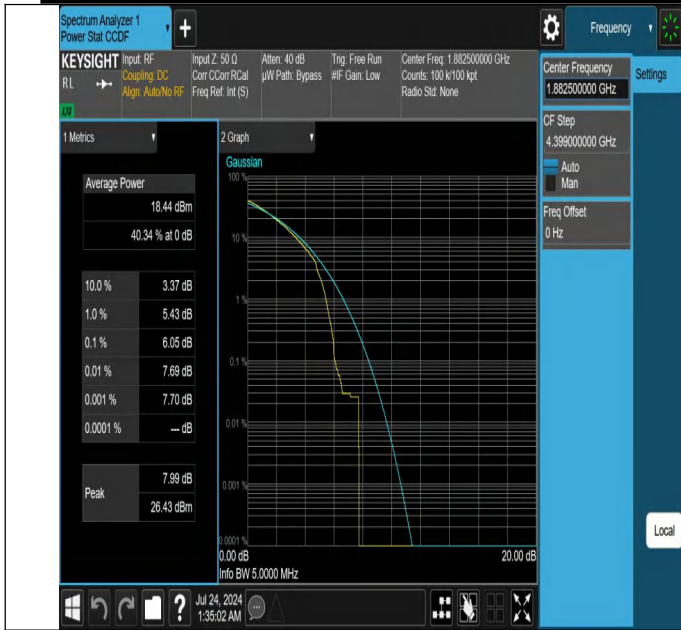 Spectrum Analyzer 1
Power Stat CCDF
+
Frequency
KEYSIGHT
RL
LXI
Input: RF
Coupling: DC
Align: Auto/No RF
Input Z: 50 Ω
Corr CCorr RCal
Freq Ref: Int (S)
Atten: 40 dB
µW Path: Bypass
Trig: Free Run
#IF Gain: Low
Center Freq: 1.882500000 GHz
Counts: 100 k/100 kpt
Radio Std: None
Center Frequency
1.882500000 GHz
Settings
CF Step
4.399000000 GHz
Auto
Man
Freq Offset
0 Hz
1 Metrics
Average Power
18.44 dBm
40.34 % at 0 dB
10.0 % 3.37 dB
1.0 % 5.43 dB
0.1 % 6.05 dB
0.01 % 7.69 dB
0.001 % 7.70 dB
0.0001 % --- dB
Peak
7.99 dB
26.43 dBm
2 Graph
Gaussian
100 %
10 %
1 %
0.1 %
0.01 %
0.001 %
0.0001 %
0.00 dB 20.00 dB
Info BW 5.0000 MHz
Local
?
Jul 24, 2024
1:35:02 AM